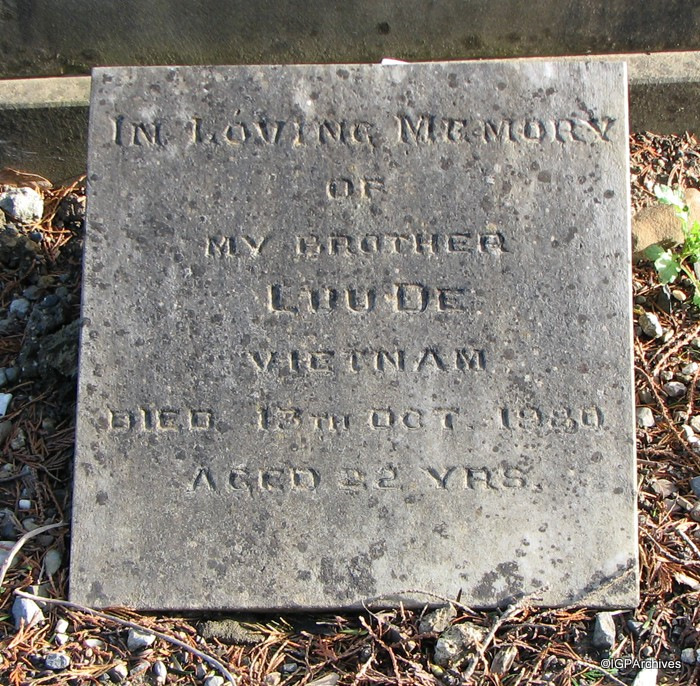 IN LOVING MEMORY
OF
MY BROTHER
LUU DE
VIETNAM
DIED 13TH OCT. 1980
AGED 22 YRS.
©IGPArchives